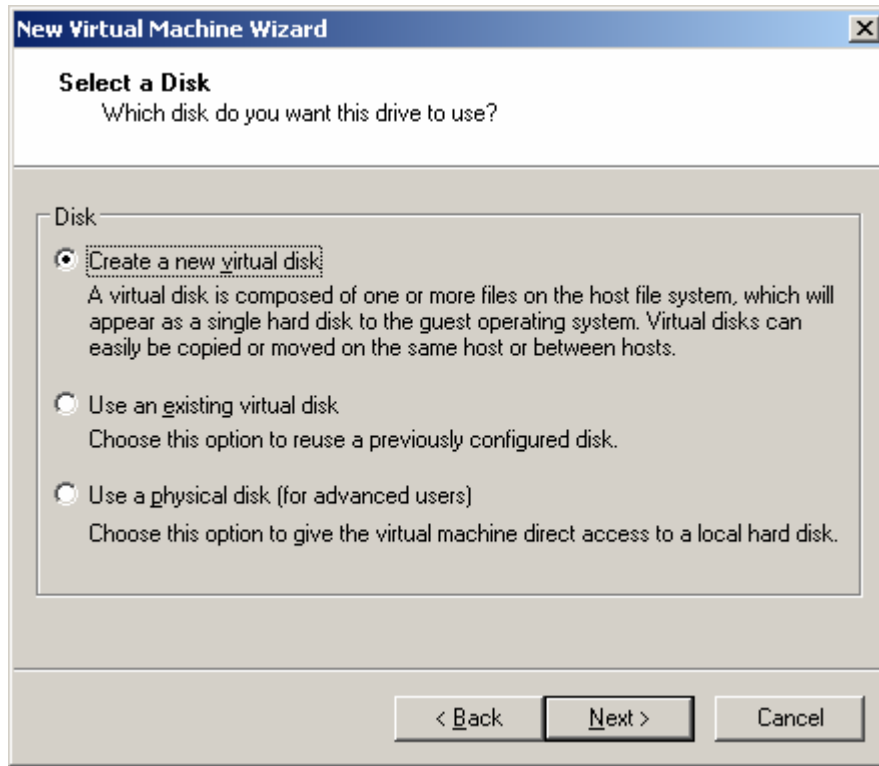 New Virtual Machine Wizard
Select a Disk
Which disk do you want this drive to use?
Disk
Create a new virtual disk
A virtual disk is composed of one or more files on the host file system, which will
appear as a single hard disk to the guest operating system. Virtual disks can
easily be copied or moved on the same host or between hosts.
Use an existing virtual disk
Choose this option to reuse a previously configured disk.
Use a physical disk (for advanced users)
Choose this option to give the virtual machine direct access to a local hard disk.
< Back Next > Cancel